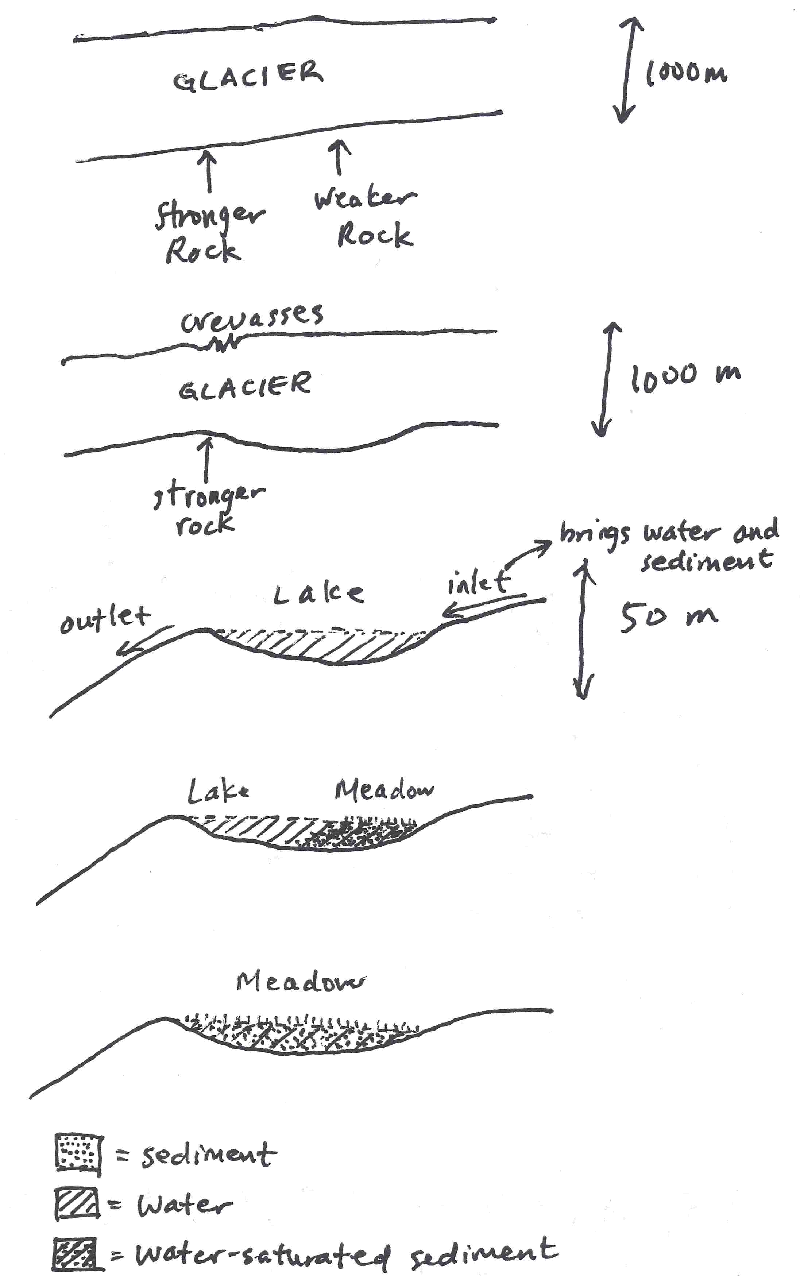 GLACIER
1000m
Stronger
Rock
Weaker
Rock
crevasses
GLACIER
1000 m
stronger
rock
brings water and
sediment
inlet
Lake
outlet
50 m
Lake
Meadow
Meadow
= sediment
= Water
= Water-saturated sediment